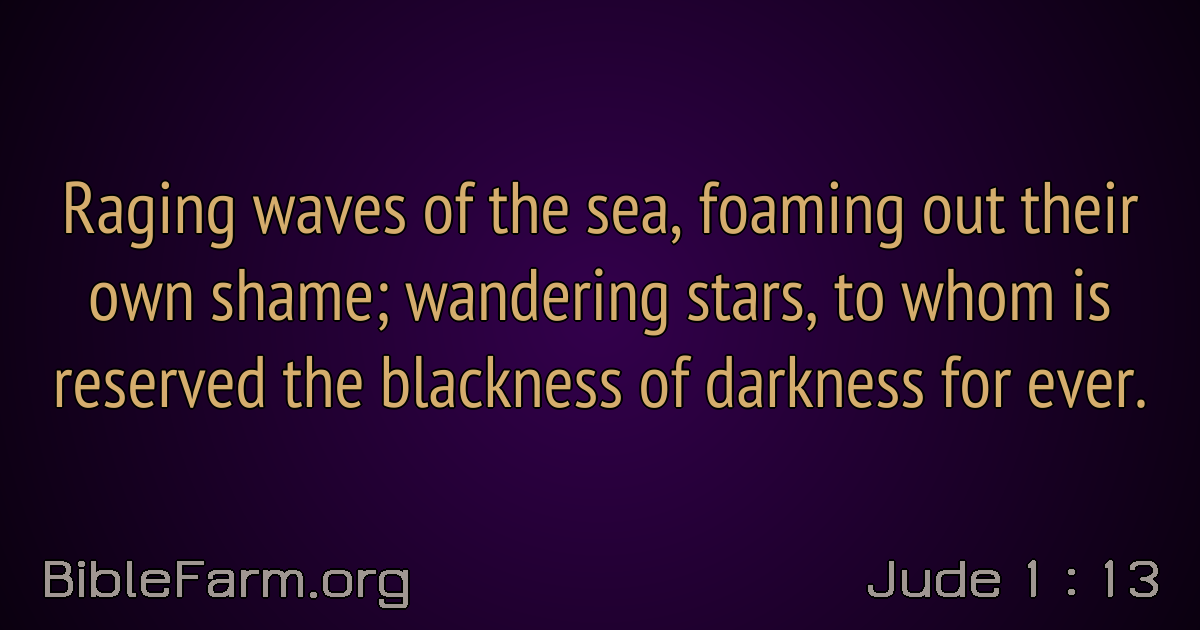 Raging waves of the sea, foaming out their
own shame; wandering stars, to whom is
reserved the blackness of darkness for ever.
BibleFarm.org
Jude 1 : 13